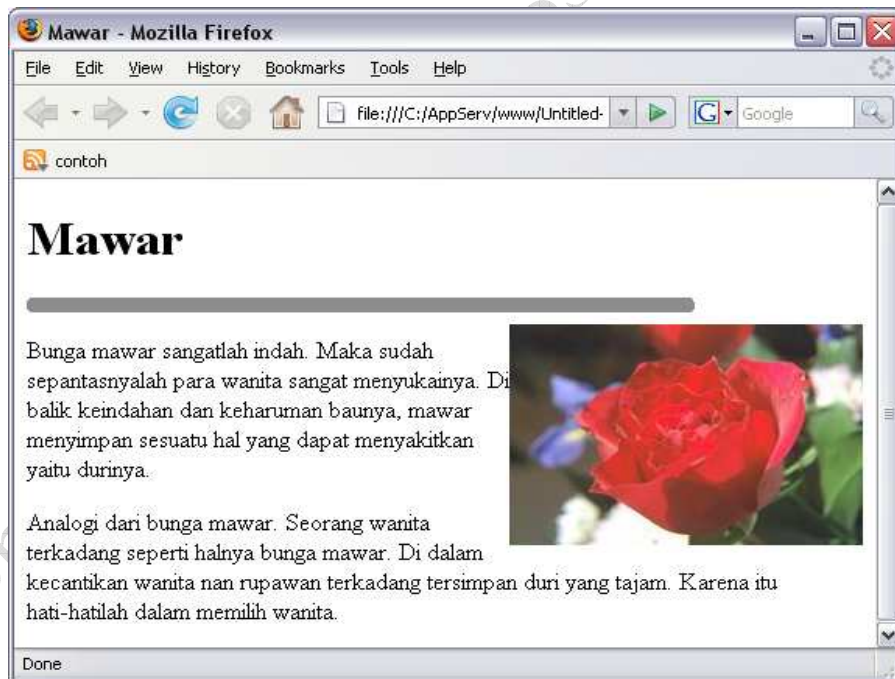 Mawar - Mozilla Firefox
File Edit View History Bookmarks Tools Help
file:///C:/AppServ/www/Untitled- G Google
contoh
Mawar
Bunga mawar sangatlah indah. Maka sudah
sepantasnyalah para wanita sangat menyukainya. Di
balik keindahan dan keharuman baunya, mawar
menyimpan sesuatu hal yang dapat menyakitkan
yaitu durinya.
Analogi dari bunga mawar. Seorang wanita
terkadang seperti halnya bunga mawar. Di dalam
kecantikan wanita nan rupawan terkadang tersimpan duri yang tajam. Karena itu
hati-hatilah dalam memilih wanita.
Done